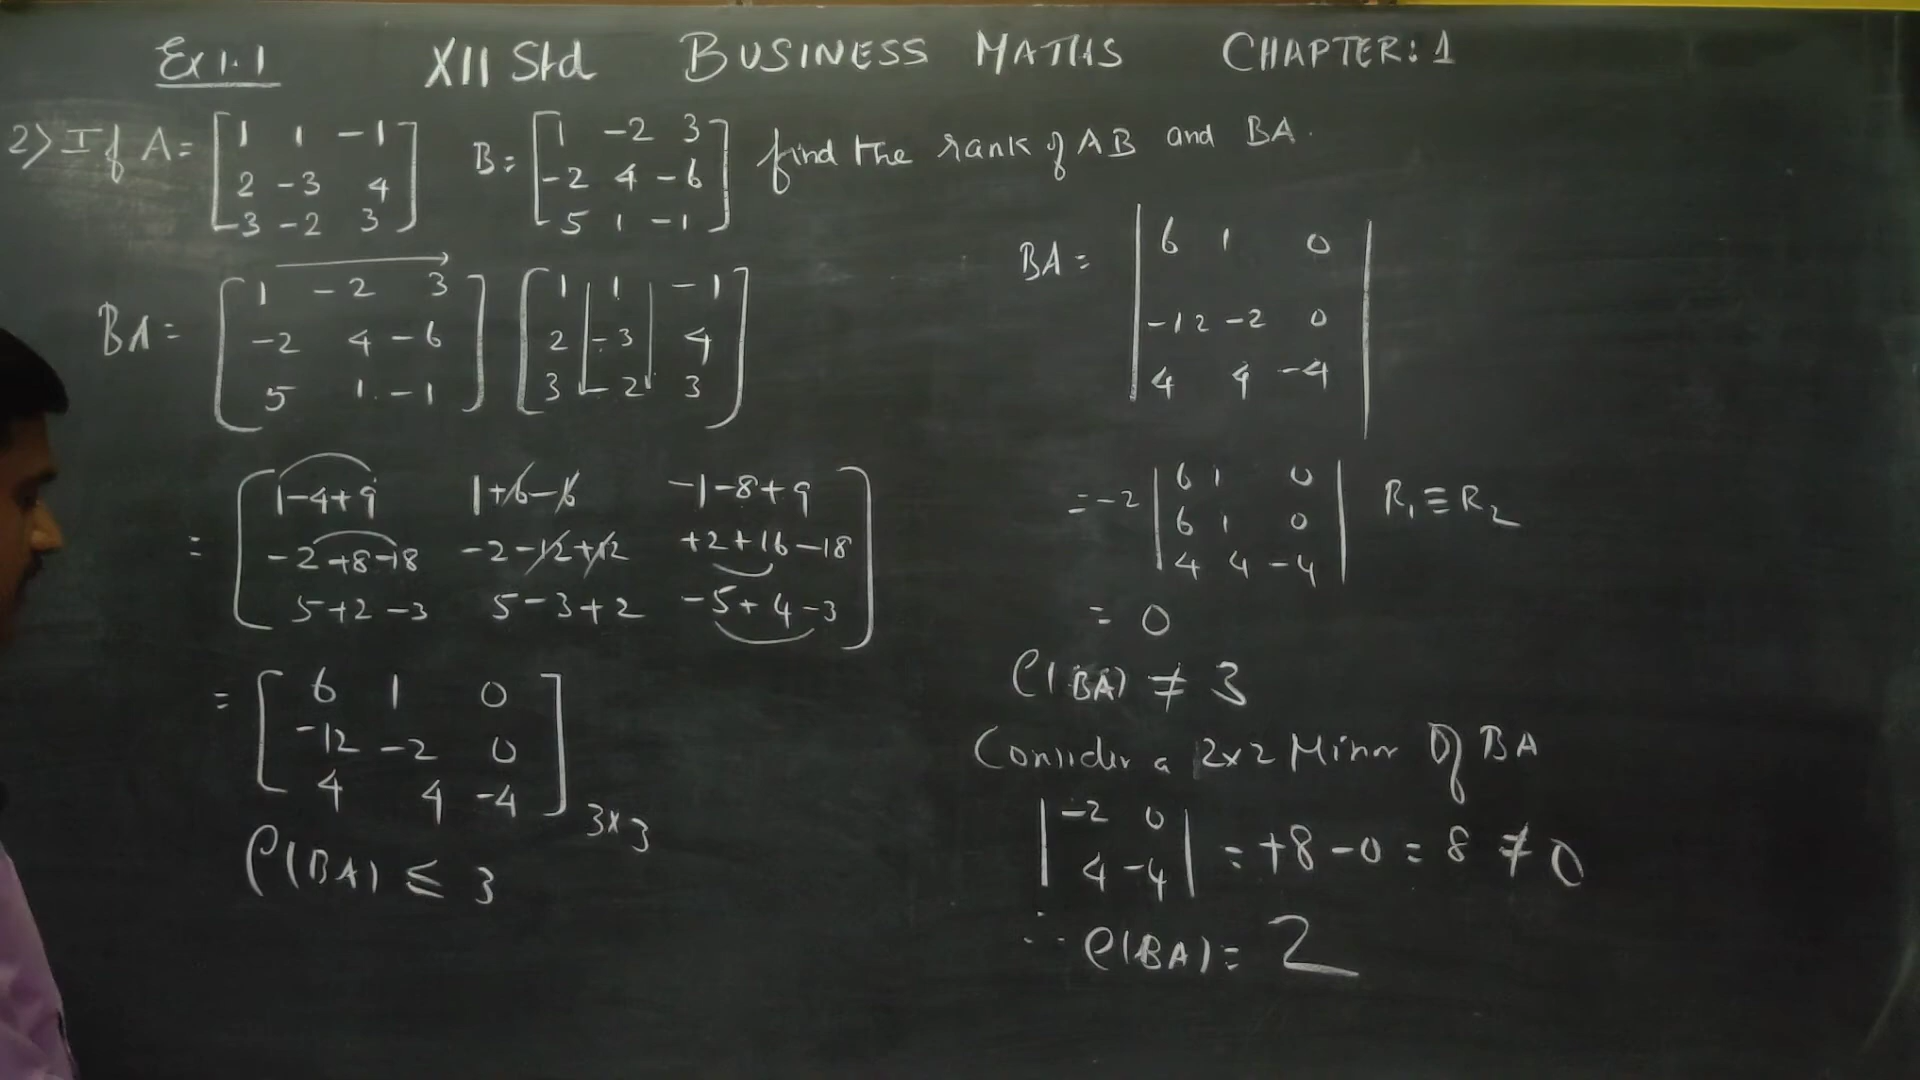 Ex 1.1 XII Std BUSINESS MATHS CHAPTER: 1
2) If A = [1 1 -1 B = [1 -2 3 find the rank of AB and BA.
2 -3 4 -2 4 -6
3 -2 3] 5 1 -1]
BA = [1 -2 3 [1 1 -1
-2 4 -6 2 -3 4
5 1 -1] 3 -2 3]
= [1-4+9 1+6-6 -1-8+9
-2+8-18 -2-12+12 +2+16-18
5+2-3 5-3+2 -5+4-3]
= [6 1 0
-12 -2 0
4 4 -4] 3×3
ρ(BA) ≤ 3
BA = |6 1 0
-12 -2 0
4 4 -4|
= -2 |6 1 0
6 1 0 R₁ ≡ R₂
4 4 -4|
= 0
ρ(BA) ≠ 3
Consider a 2×2 Minor Of BA
|-2 0
4 -4| = +8-0 = 8 ≠ 0
∴ ρ(BA) = 2